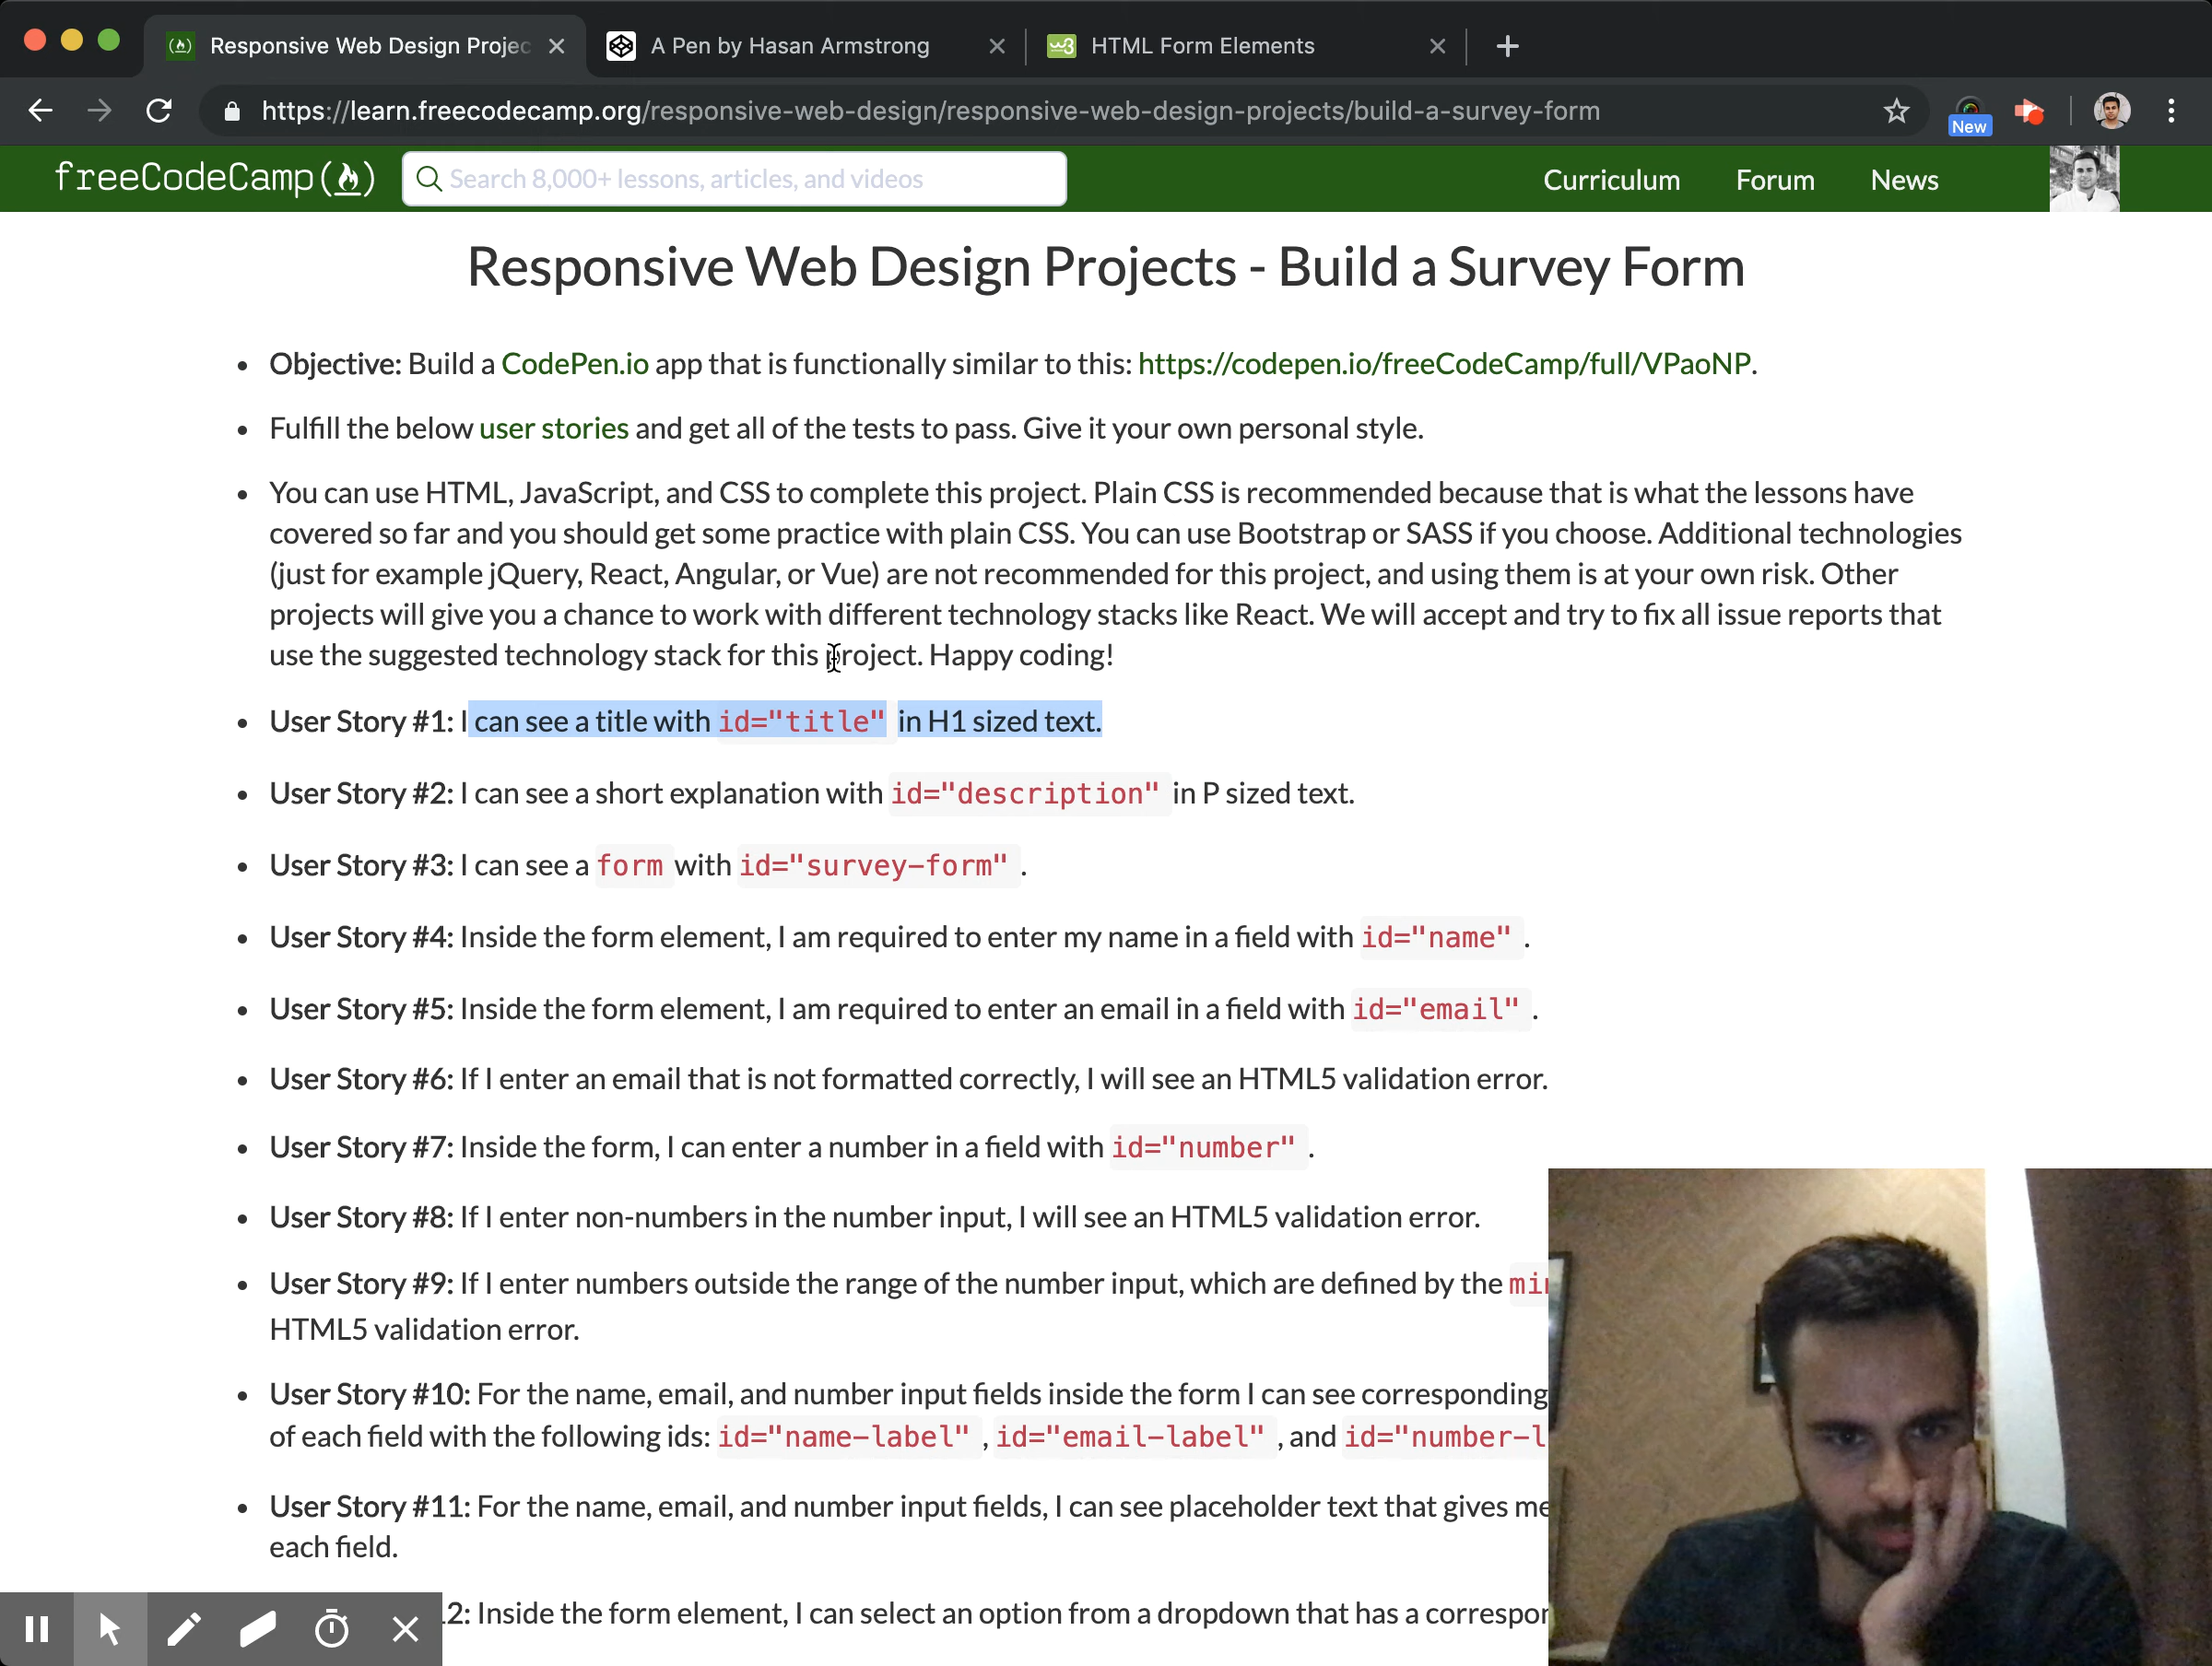 Responsive Web Design Projec
A Pen by Hasan Armstrong
HTML Form Elements
https://learn.freecodecamp.org/responsive-web-design/responsive-web-design-projects/build-a-survey-form
New
freeCodeCamp(🔥)
Search 8,000+ lessons, articles, and videos
Curriculum
Forum
News
Responsive Web Design Projects - Build a Survey Form
• Objective: Build a CodePen.io app that is functionally similar to this: https://codepen.io/freeCodeCamp/full/VPaoNP.
• Fulfill the below user stories and get all of the tests to pass. Give it your own personal style.
• You can use HTML, JavaScript, and CSS to complete this project. Plain CSS is recommended because that is what the lessons have
covered so far and you should get some practice with plain CSS. You can use Bootstrap or SASS if you choose. Additional technologies
(just for example jQuery, React, Angular, or Vue) are not recommended for this project, and using them is at your own risk. Other
projects will give you a chance to work with different technology stacks like React. We will accept and try to fix all issue reports that
use the suggested technology stack for this project. Happy coding!
• User Story #1: I can see a title with id="title" in H1 sized text.
• User Story #2: I can see a short explanation with id="description" in P sized text.
• User Story #3: I can see a form with id="survey-form" .
• User Story #4: Inside the form element, I am required to enter my name in a field with id="name" .
• User Story #5: Inside the form element, I am required to enter an email in a field with id="email" .
• User Story #6: If I enter an email that is not formatted correctly, I will see an HTML5 validation error.
• User Story #7: Inside the form, I can enter a number in a field with id="number" .
• User Story #8: If I enter non-numbers in the number input, I will see an HTML5 validation error.
• User Story #9: If I enter numbers outside the range of the number input, which are defined by the
HTML5 validation error.
• User Story #10: For the name, email, and number input fields inside the form I can see corresponding
of each field with the following ids: id="name-label" , id="email-label" , and id="number-l
• User Story #11: For the name, email, and number input fields, I can see placeholder text that gives me
each field.
2: Inside the form element, I can select an option from a dropdown that has a correspo